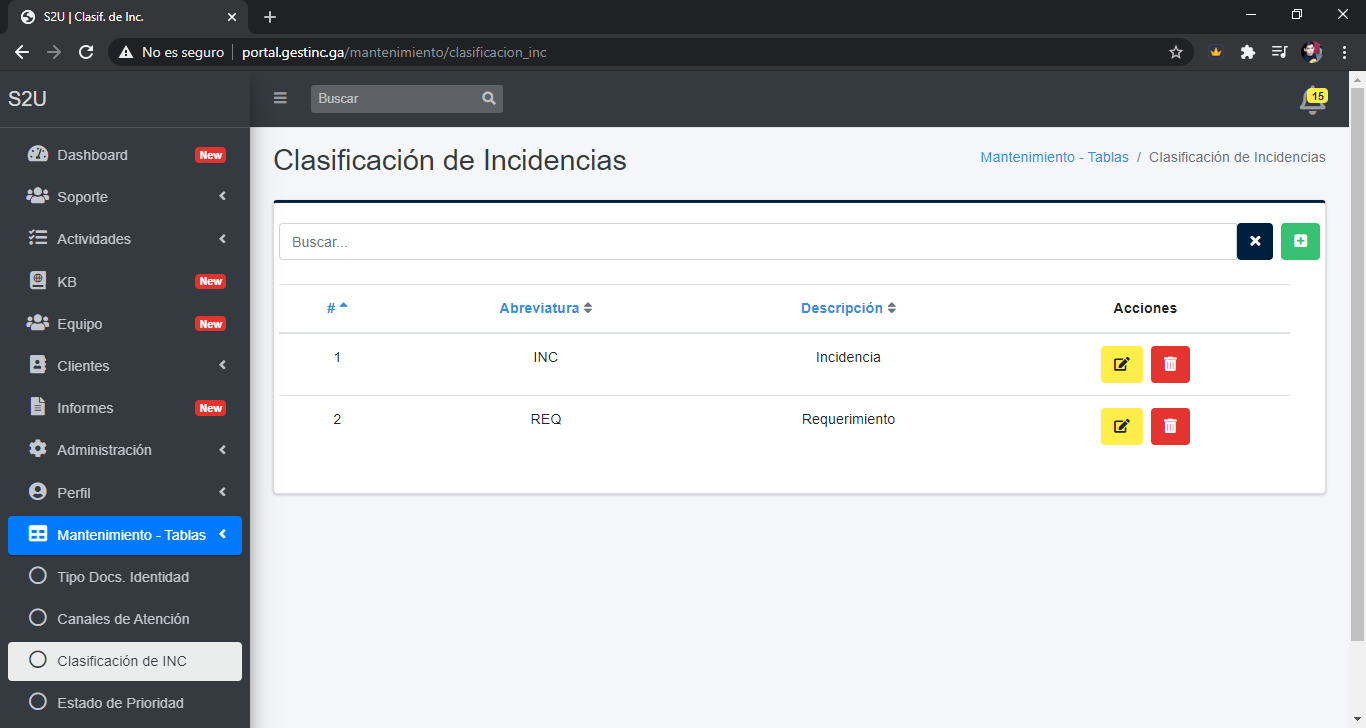 S2U | Clasif. de Inc.
No es seguro portal.gestinc.ga/mantenimiento/clasificacion_inc
S2U
Buscar
15
Dashboard New
Soporte
Actividades
KB New
Equipo New
Clientes
Informes New
Administración
Perfil
Mantenimiento - Tablas
Tipo Docs. Identidad
Canales de Atención
Clasificación de INC
Estado de Prioridad
Clasificación de Incidencias
Mantenimiento - Tablas / Clasificación de Incidencias
Buscar...
# Abreviatura Descripción Acciones
1 INC Incidencia
2 REQ Requerimiento